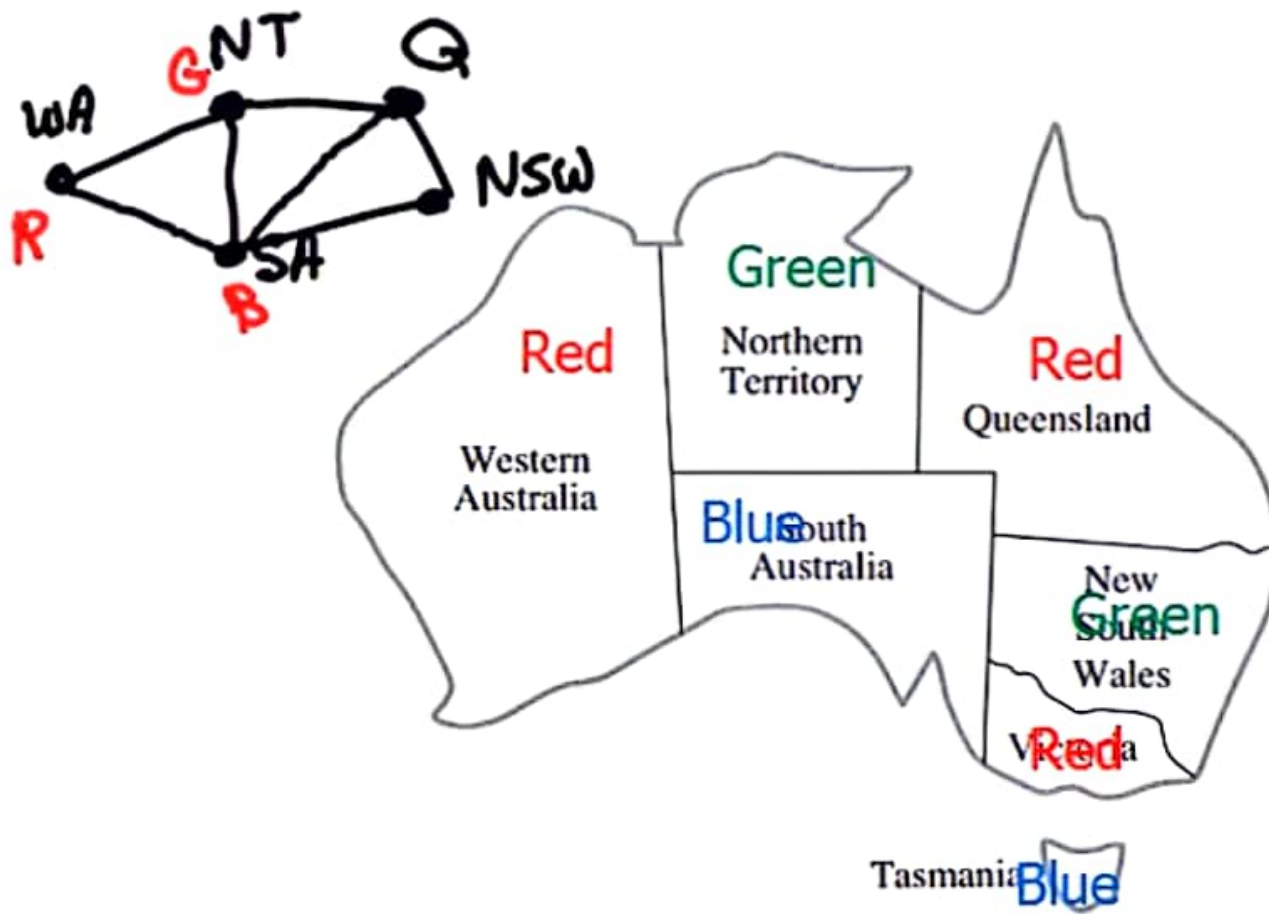 GNT
Q
WA
NSW
R
SA
B
Green
Northern
Territory
Red
Red
Queensland
Western
Australia
Blue
South
Australia
New
Green
South
Wales
Victoria
Red
Tasmania
Blue